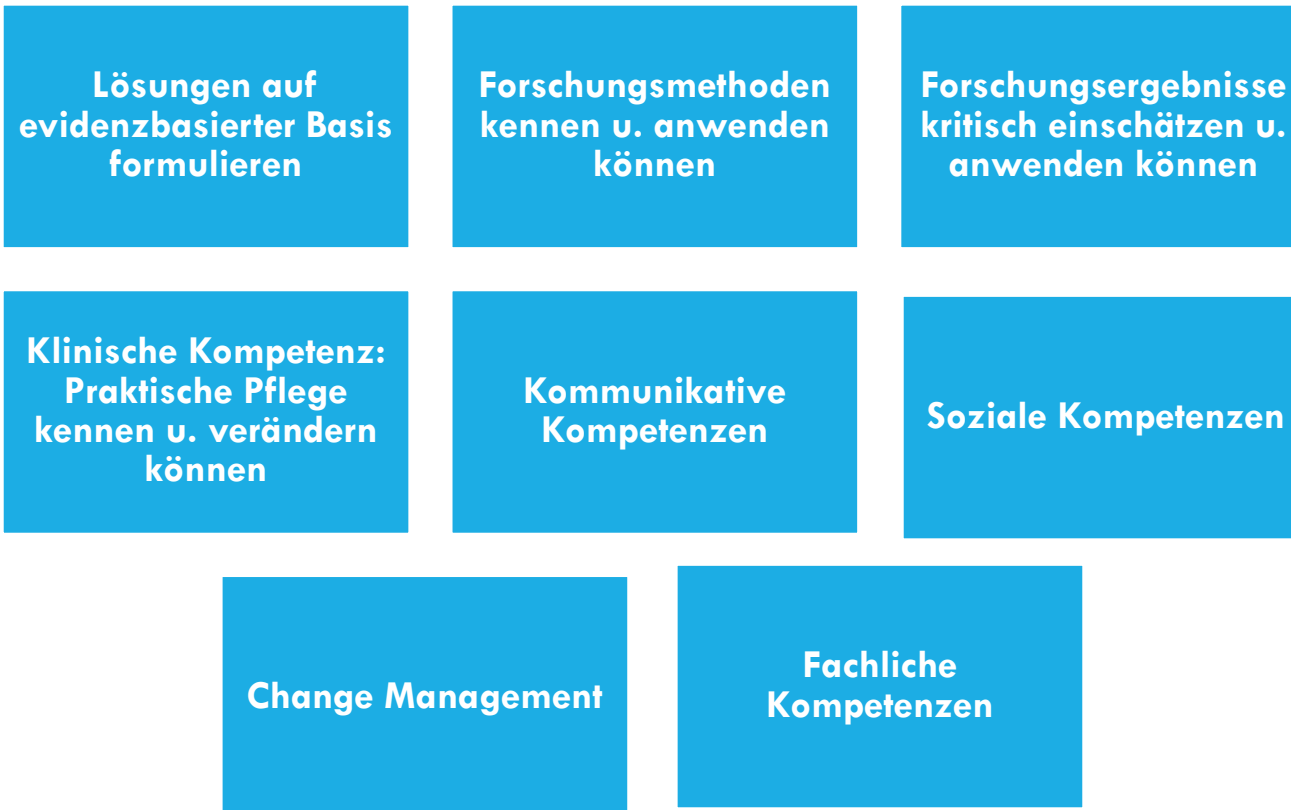 Lösungen auf
evidenzbasierter Basis
formulieren
Forschungsmethoden
kennen u. anwenden
können
Forschungsergebnisse
kritisch einschätzen u.
anwenden können
Klinische Kompetenz:
Praktische Pflege
kennen u. verändern
können
Kommunikative
Kompetenzen
Soziale Kompetenzen
Change Management
Fachliche
Kompetenzen